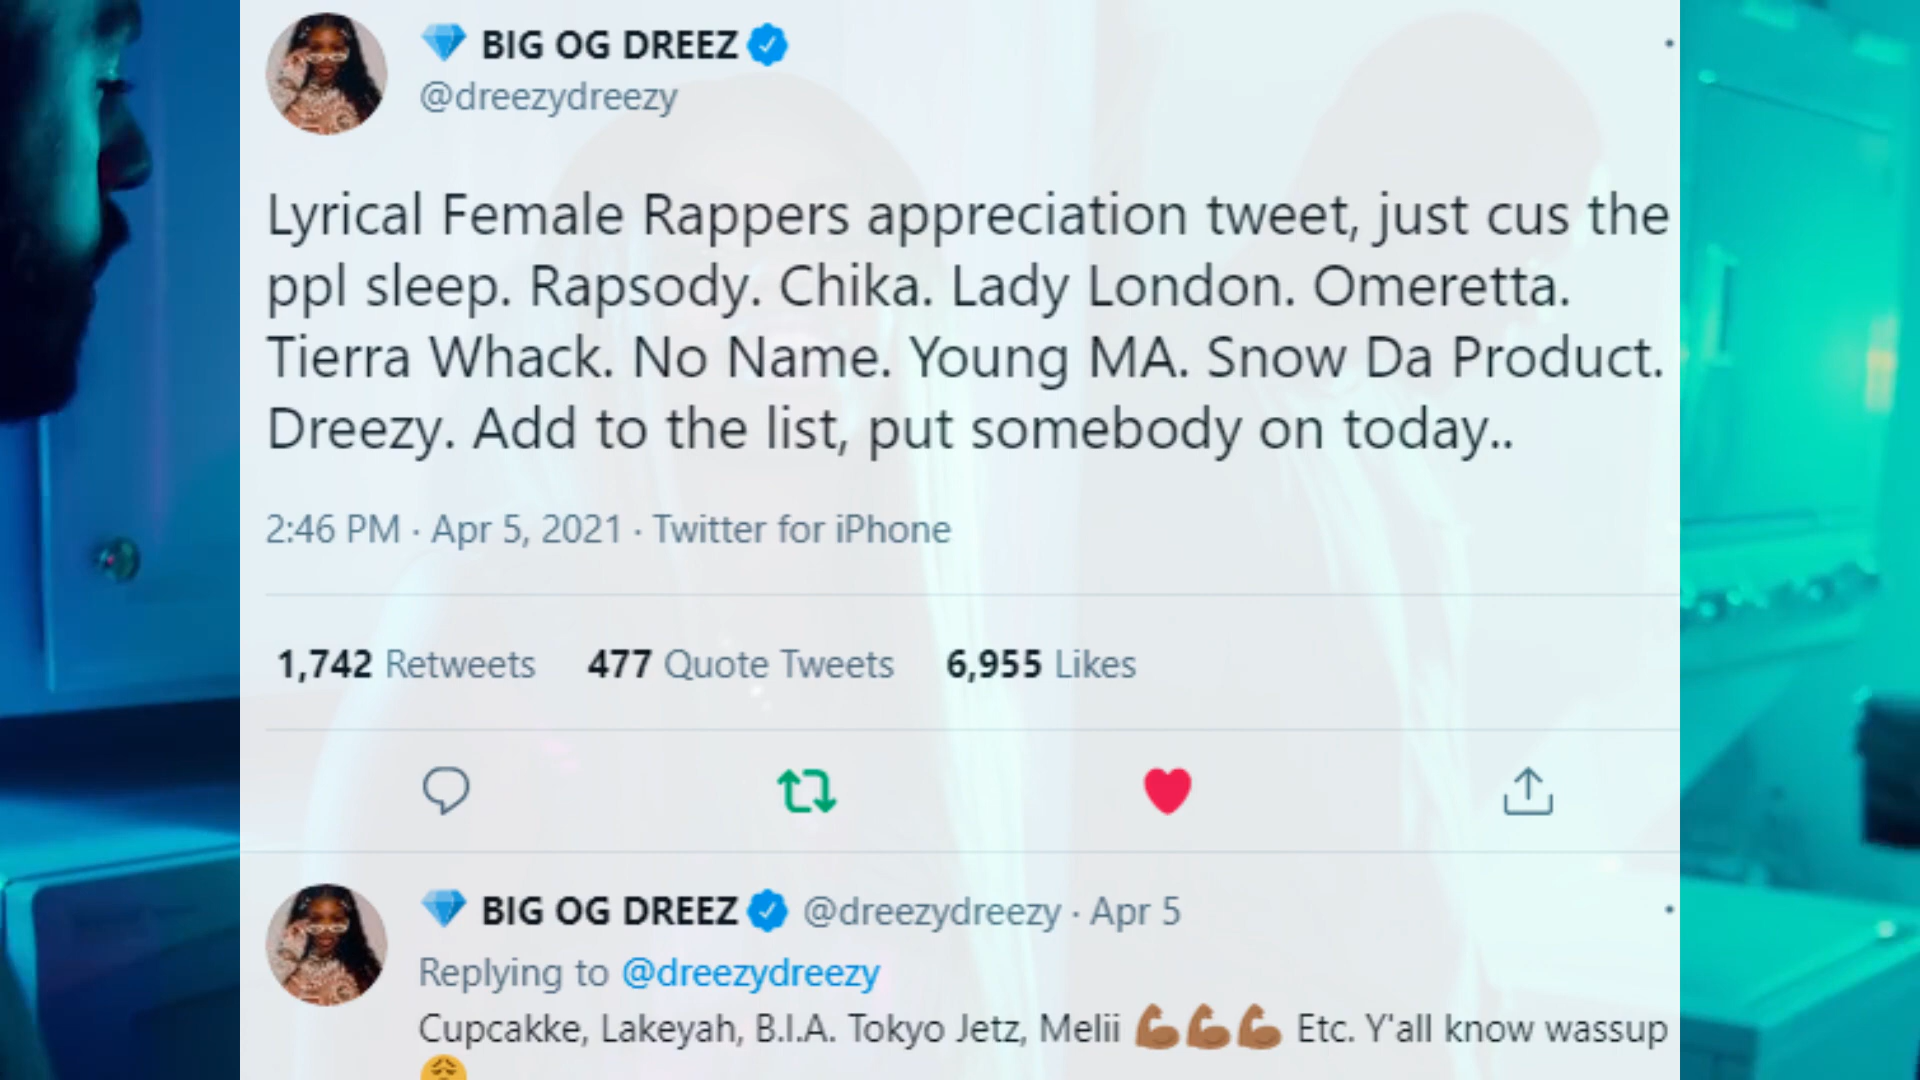 BIG OG DREEZ
@dreezydreezy
Lyrical Female Rappers appreciation tweet, just cus the
ppl sleep. Rapsody. Chika. Lady London. Omeretta.
Tierra Whack. No Name. Young MA. Snow Da Product.
Dreezy. Add to the list, put somebody on today..
2:46 PM · Apr 5, 2021 · Twitter for iPhone
1,742 Retweets 477 Quote Tweets 6,955 Likes
BIG OG DREEZ @dreezydreezy · Apr 5
Replying to @dreezydreezy
Cupcakke, Lakeyah, B.I.A. Tokyo Jetz, Melii 💪🏾💪🏾💪🏾 Etc. Y'all know wassup